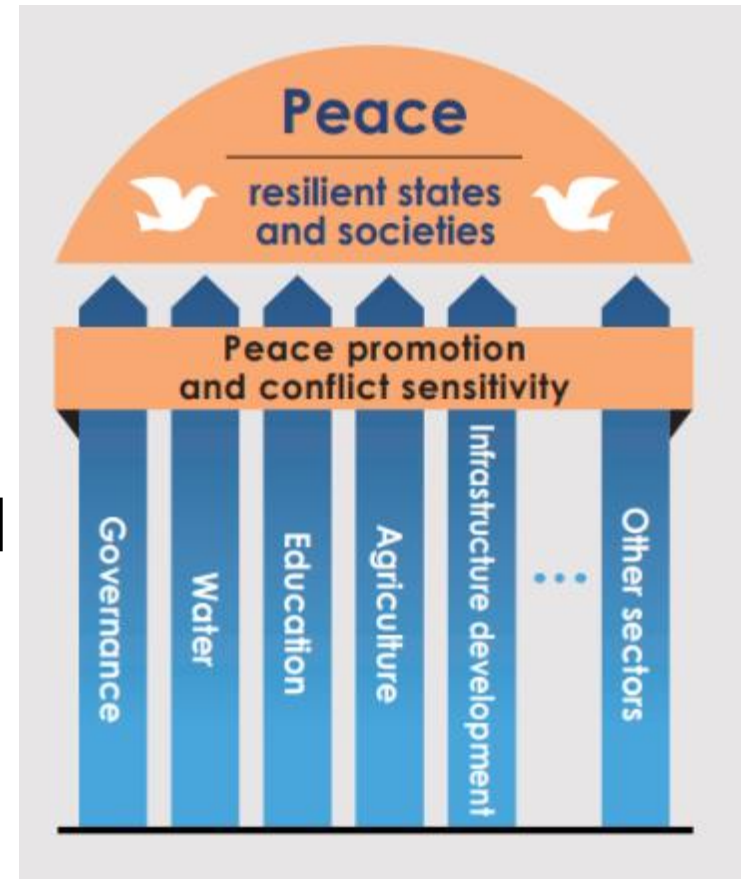 Peace
resilient states
and societies
Peace promotion
and conflict sensitivity
Governance
Water
Education
Agriculture
Infrastructure development
...
Other sectors